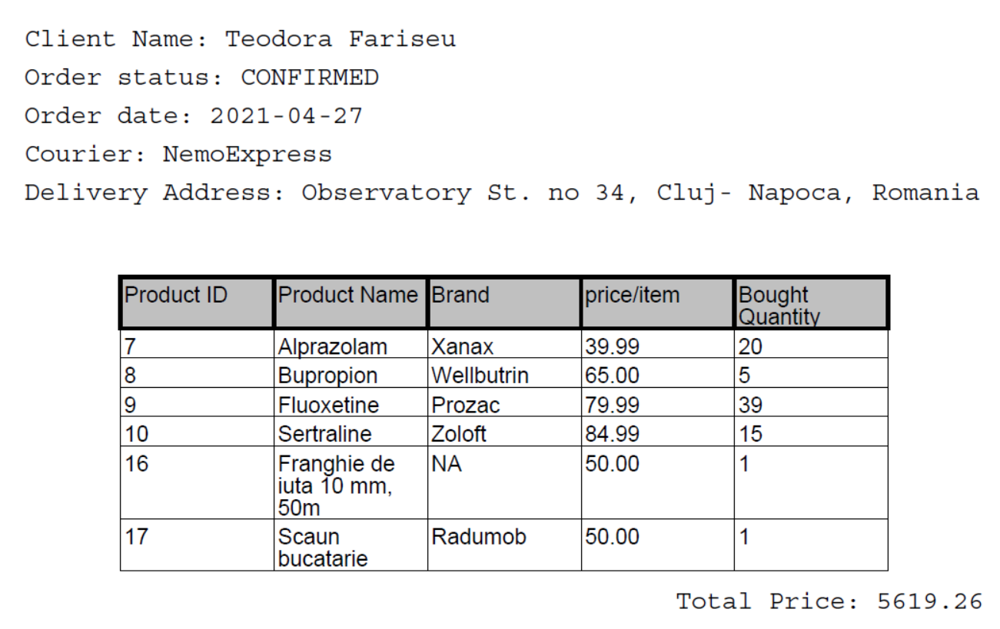 Client Name: Teodora Fariseu
Order status: CONFIRMED
Order date: 2021-04-27
Courier: NemoExpress
Delivery Address: Observatory St. no 34, Cluj- Napoca, Romania
Product ID Product Name Brand price/item Bought
Quantity
7 Alprazolam Xanax 39.99 20
8 Bupropion Wellbutrin 65.00 5
9 Fluoxetine Prozac 79.99 39
10 Sertraline Zoloft 84.99 15
16 Franghie de NA 50.00 1
iuta 10 mm,
50m
17 Scaun Radumob 50.00 1
bucatarie
Total Price: 5619.26